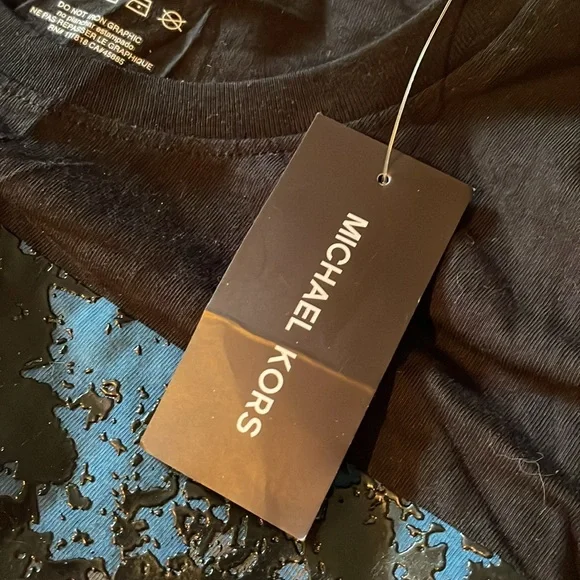 DO NOT IRON GRAPHIC
no planchar estampado
NE PAS REPASSER LE GRAPHIQUE
MICHAEL KORS